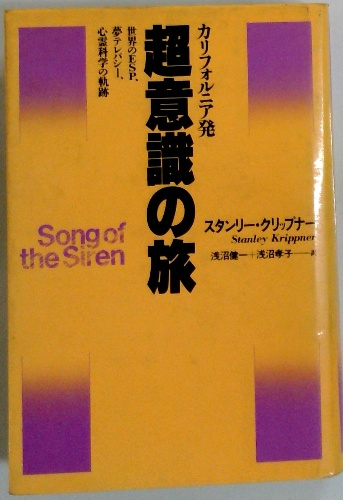 カリフォルニア発
超意識の旅
世界のESP、
夢テレパシー、
心霊科学の軌跡
Song of
the Siren
スタンリー・クリップナー
Stanley Krippner
浅沼健一+浅沼孝子──訳